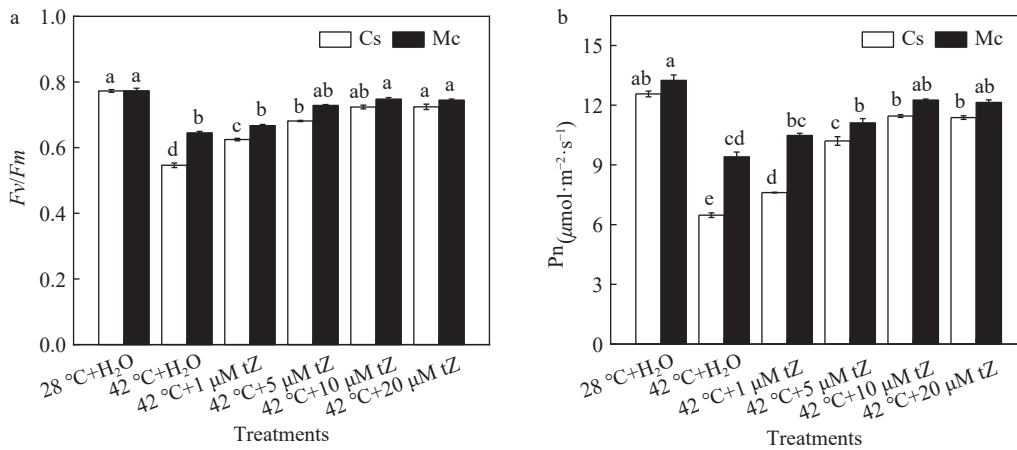 a
1.0
0.8
0.6
0.8
0.4
0.0
Fv/Fm
Cs Mc
a a d b c b b ab ab a a a
28 °C+H₂O
42 °C+H₂O
42 °C+1 μM tZ
42 °C+5 μM tZ
42 °C+10 μM tZ
42 °C+20 μM tZ
Treatments
b
15
12
9
6
3
0
Pn(μmol·m⁻²·s⁻¹)
Cs Mc
ab a e cd d bc c b b ab b ab
28 °C+H₂O
42 °C+H₂O
42 °C+1 μM tZ
42 °C+5 μM tZ
42 °C+10 μM tZ
42 °C+20 μM tZ
Treatments